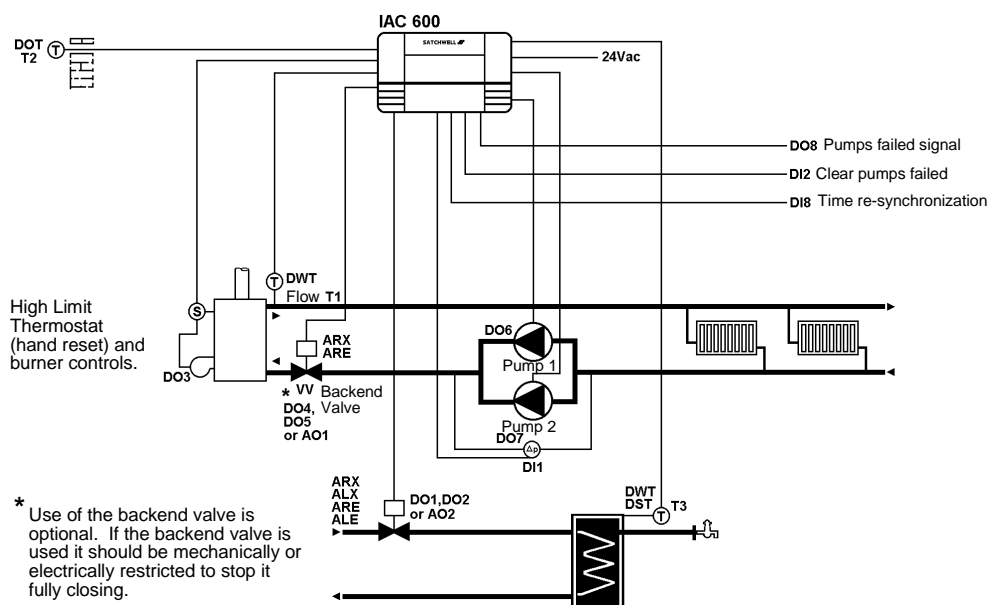 IAC 600
SATCHWELL
DOT
T2
T
24Vac
DO8 Pumps failed signal
DI2 Clear pumps failed
DI8 Time re-synchronization
T
DWT
Flow T1
High Limit
Thermostat
(hand reset) and
burner controls.
S
DO3
ARX
ARE
* VV Backend
Valve
DO4,
DO5
or AO1
DO6
Pump 1
Pump 2
DO7
Δp
DI1
ARX
ALX
ARE
ALE
DO1,DO2
or AO2
DWT
DST
T
T3
* Use of the backend valve is
optional. If the backend valve is
used it should be mechanically or
electrically restricted to stop it
fully closing.